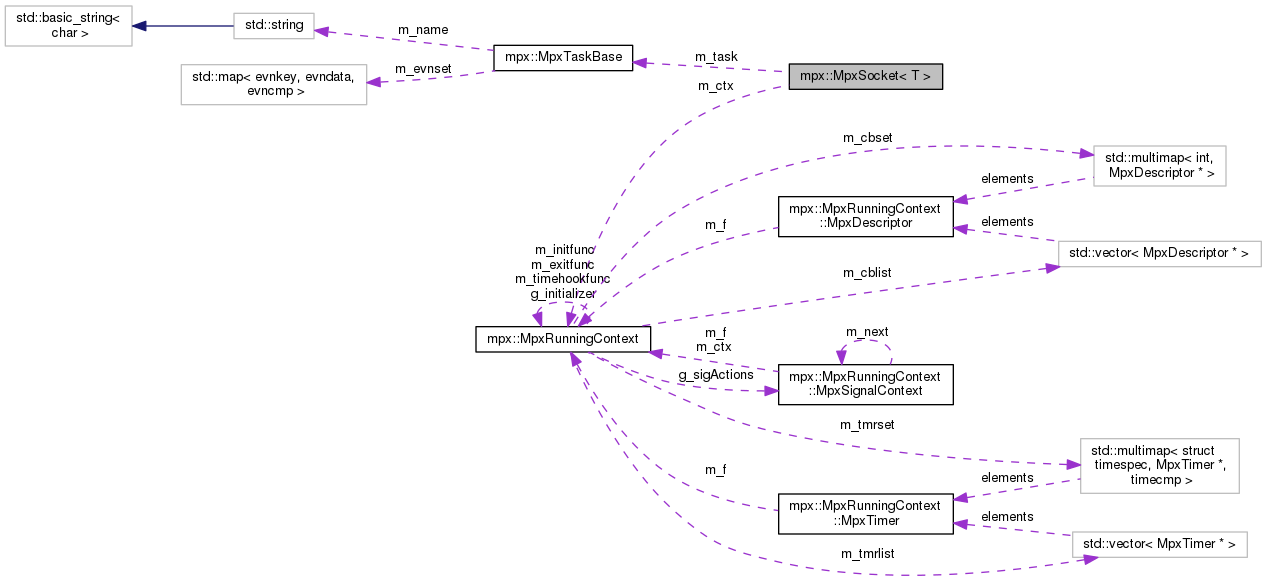 std::basic_string<
char >
std::string
m_name
mpx::MpxTaskBase
m_evnset
std::map< evnkey, evndata,
evncmp >
m_task
mpx::MpxSocket< T >
m_ctx
m_cbset
std::multimap< int,
MpxDescriptor * >
elements
mpx::MpxRunningContext
::MpxDescriptor
m_f
elements
std::vector< MpxDescriptor * >
m_cblist
m_initfunc
m_exitfunc
m_timehookfunc
g_initializer
mpx::MpxRunningContext
m_f
m_ctx
m_next
g_sigActions
mpx::MpxRunningContext
::MpxSignalContext
m_tmrset
std::multimap< struct
timespec, MpxTimer *,
timecmp >
elements
m_f
mpx::MpxRunningContext
::MpxTimer
elements
std::vector< MpxTimer * >
m_tmrlist